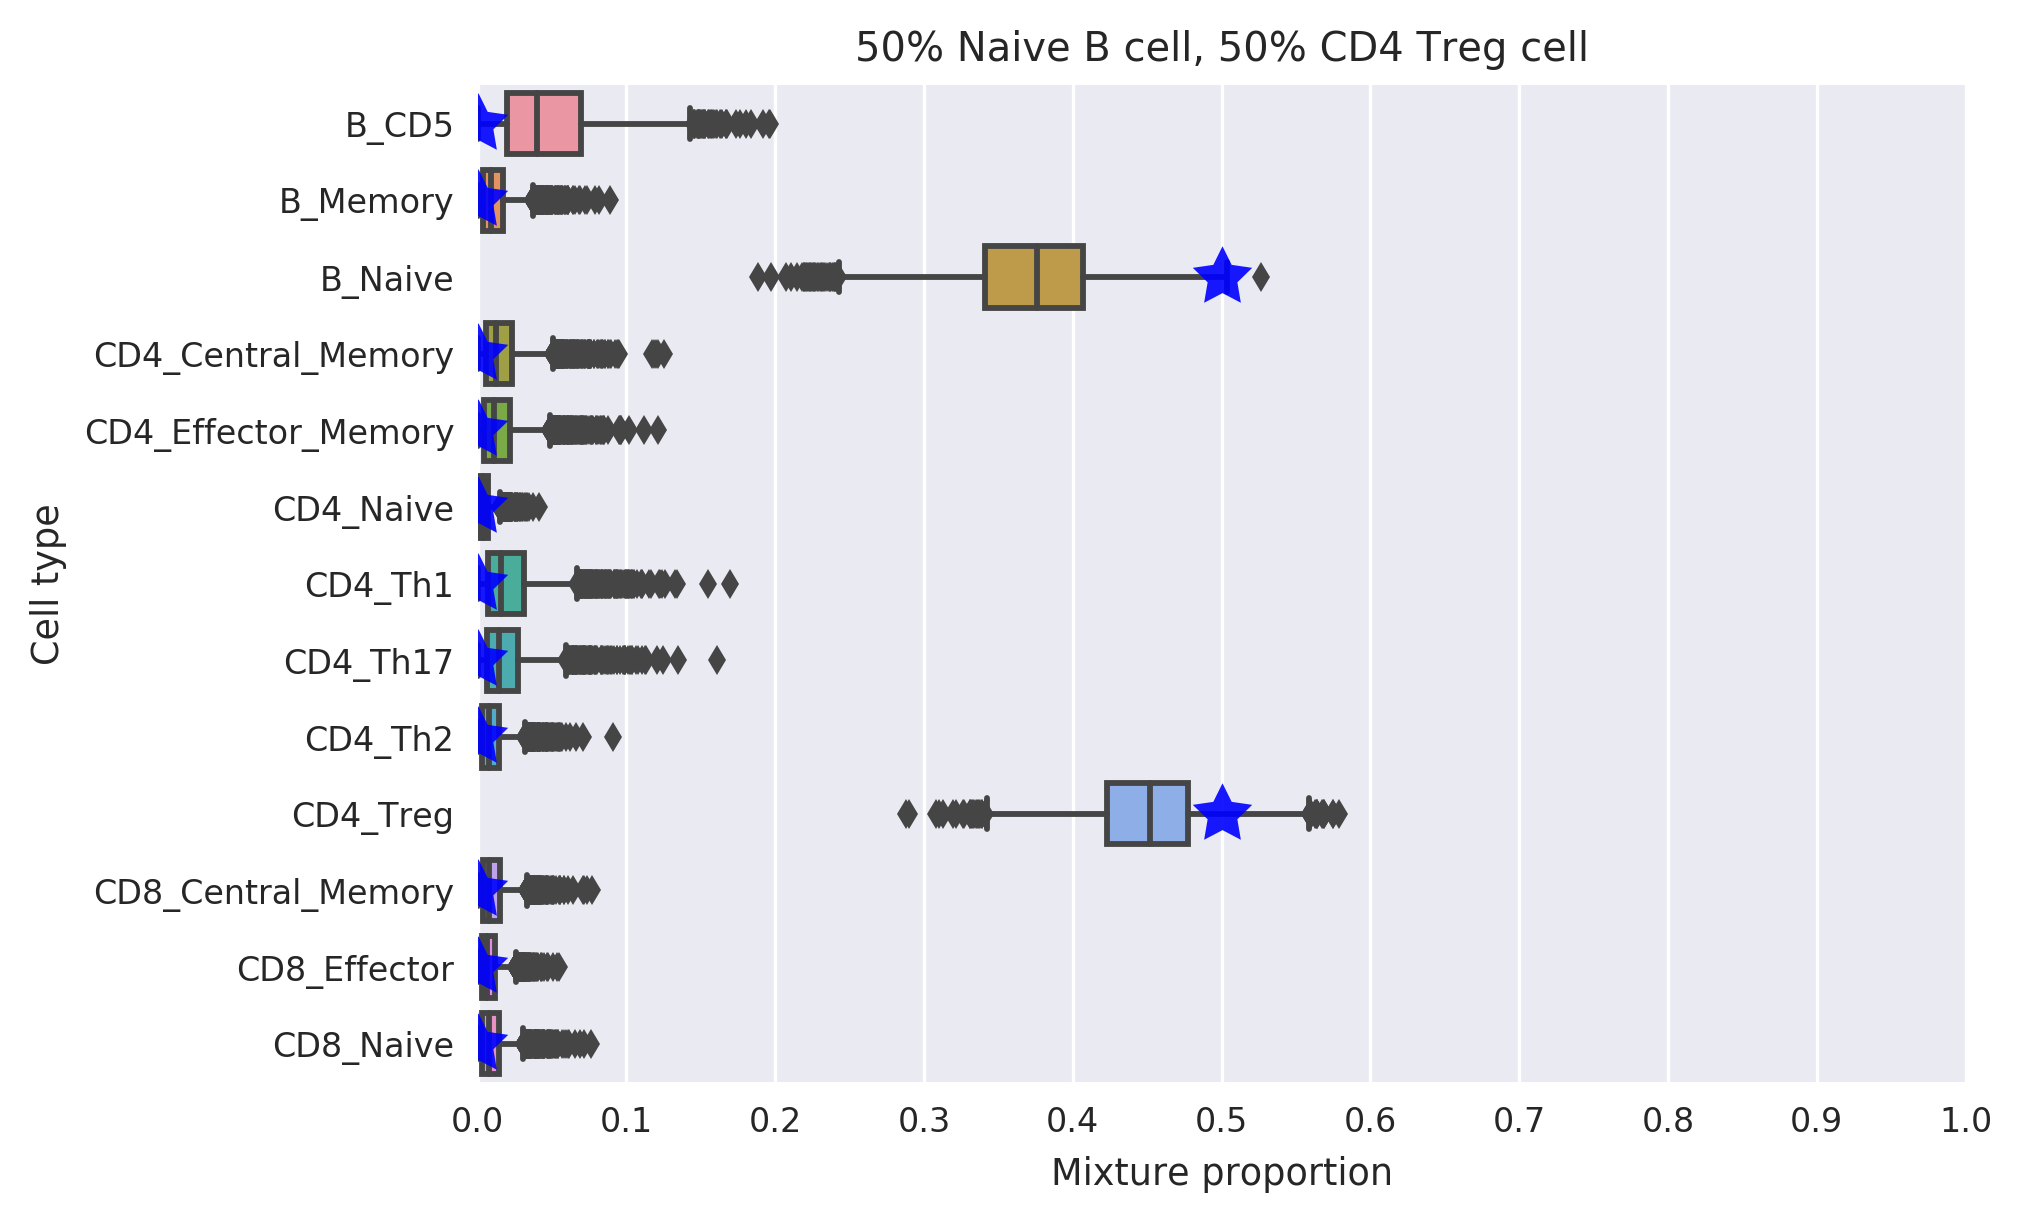 50% Naive B cell, 50% CD4 Treg cell
B_CD5
B_Memory
B_Naive
CD4_Central_Memory
CD4_Effector_Memory
CD4_Naive
CD4_Th1
CD4_Th17
CD4_Th2
CD4_Treg
CD8_Central_Memory
CD8_Effector
CD8_Naive
Cell type
0.0 0.1 0.2 0.3 0.4 0.5 0.6 0.7 0.8 0.9 1.0
Mixture proportion